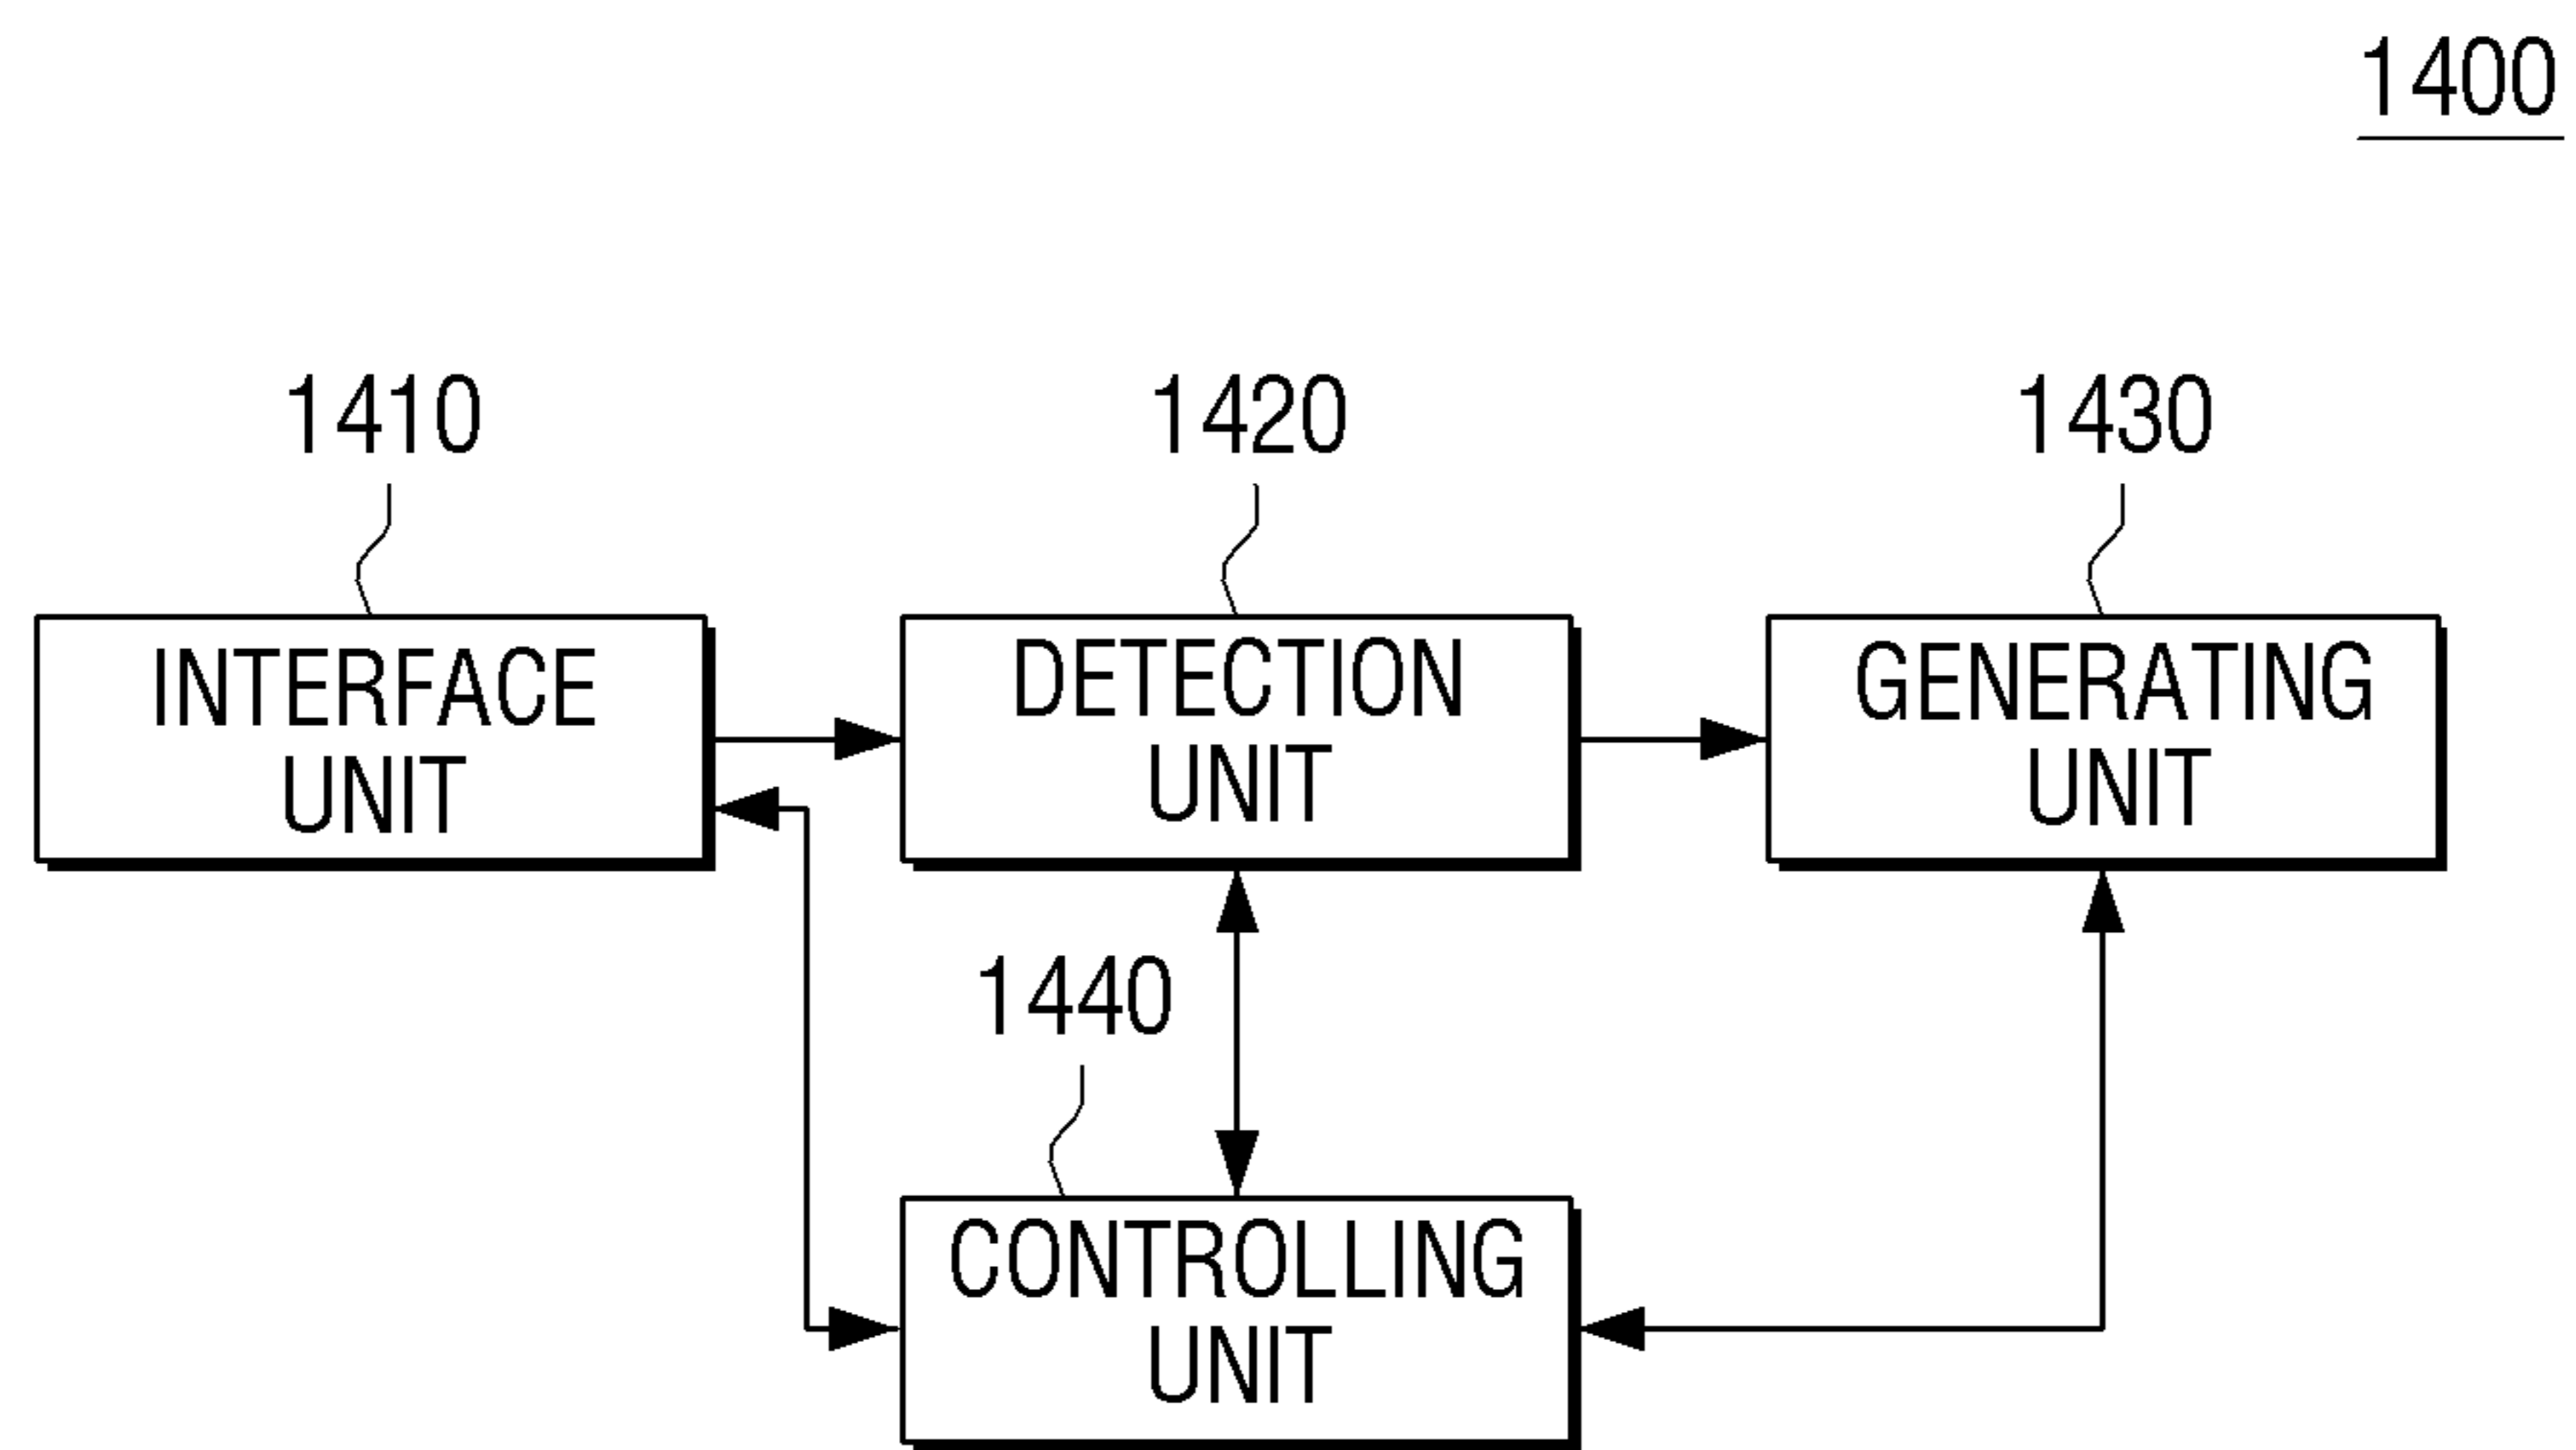 1400
1410
1420
1430
INTERFACE
UNIT
DETECTION
UNIT
GENERATING
UNIT
1440
CONTROLLING
UNIT